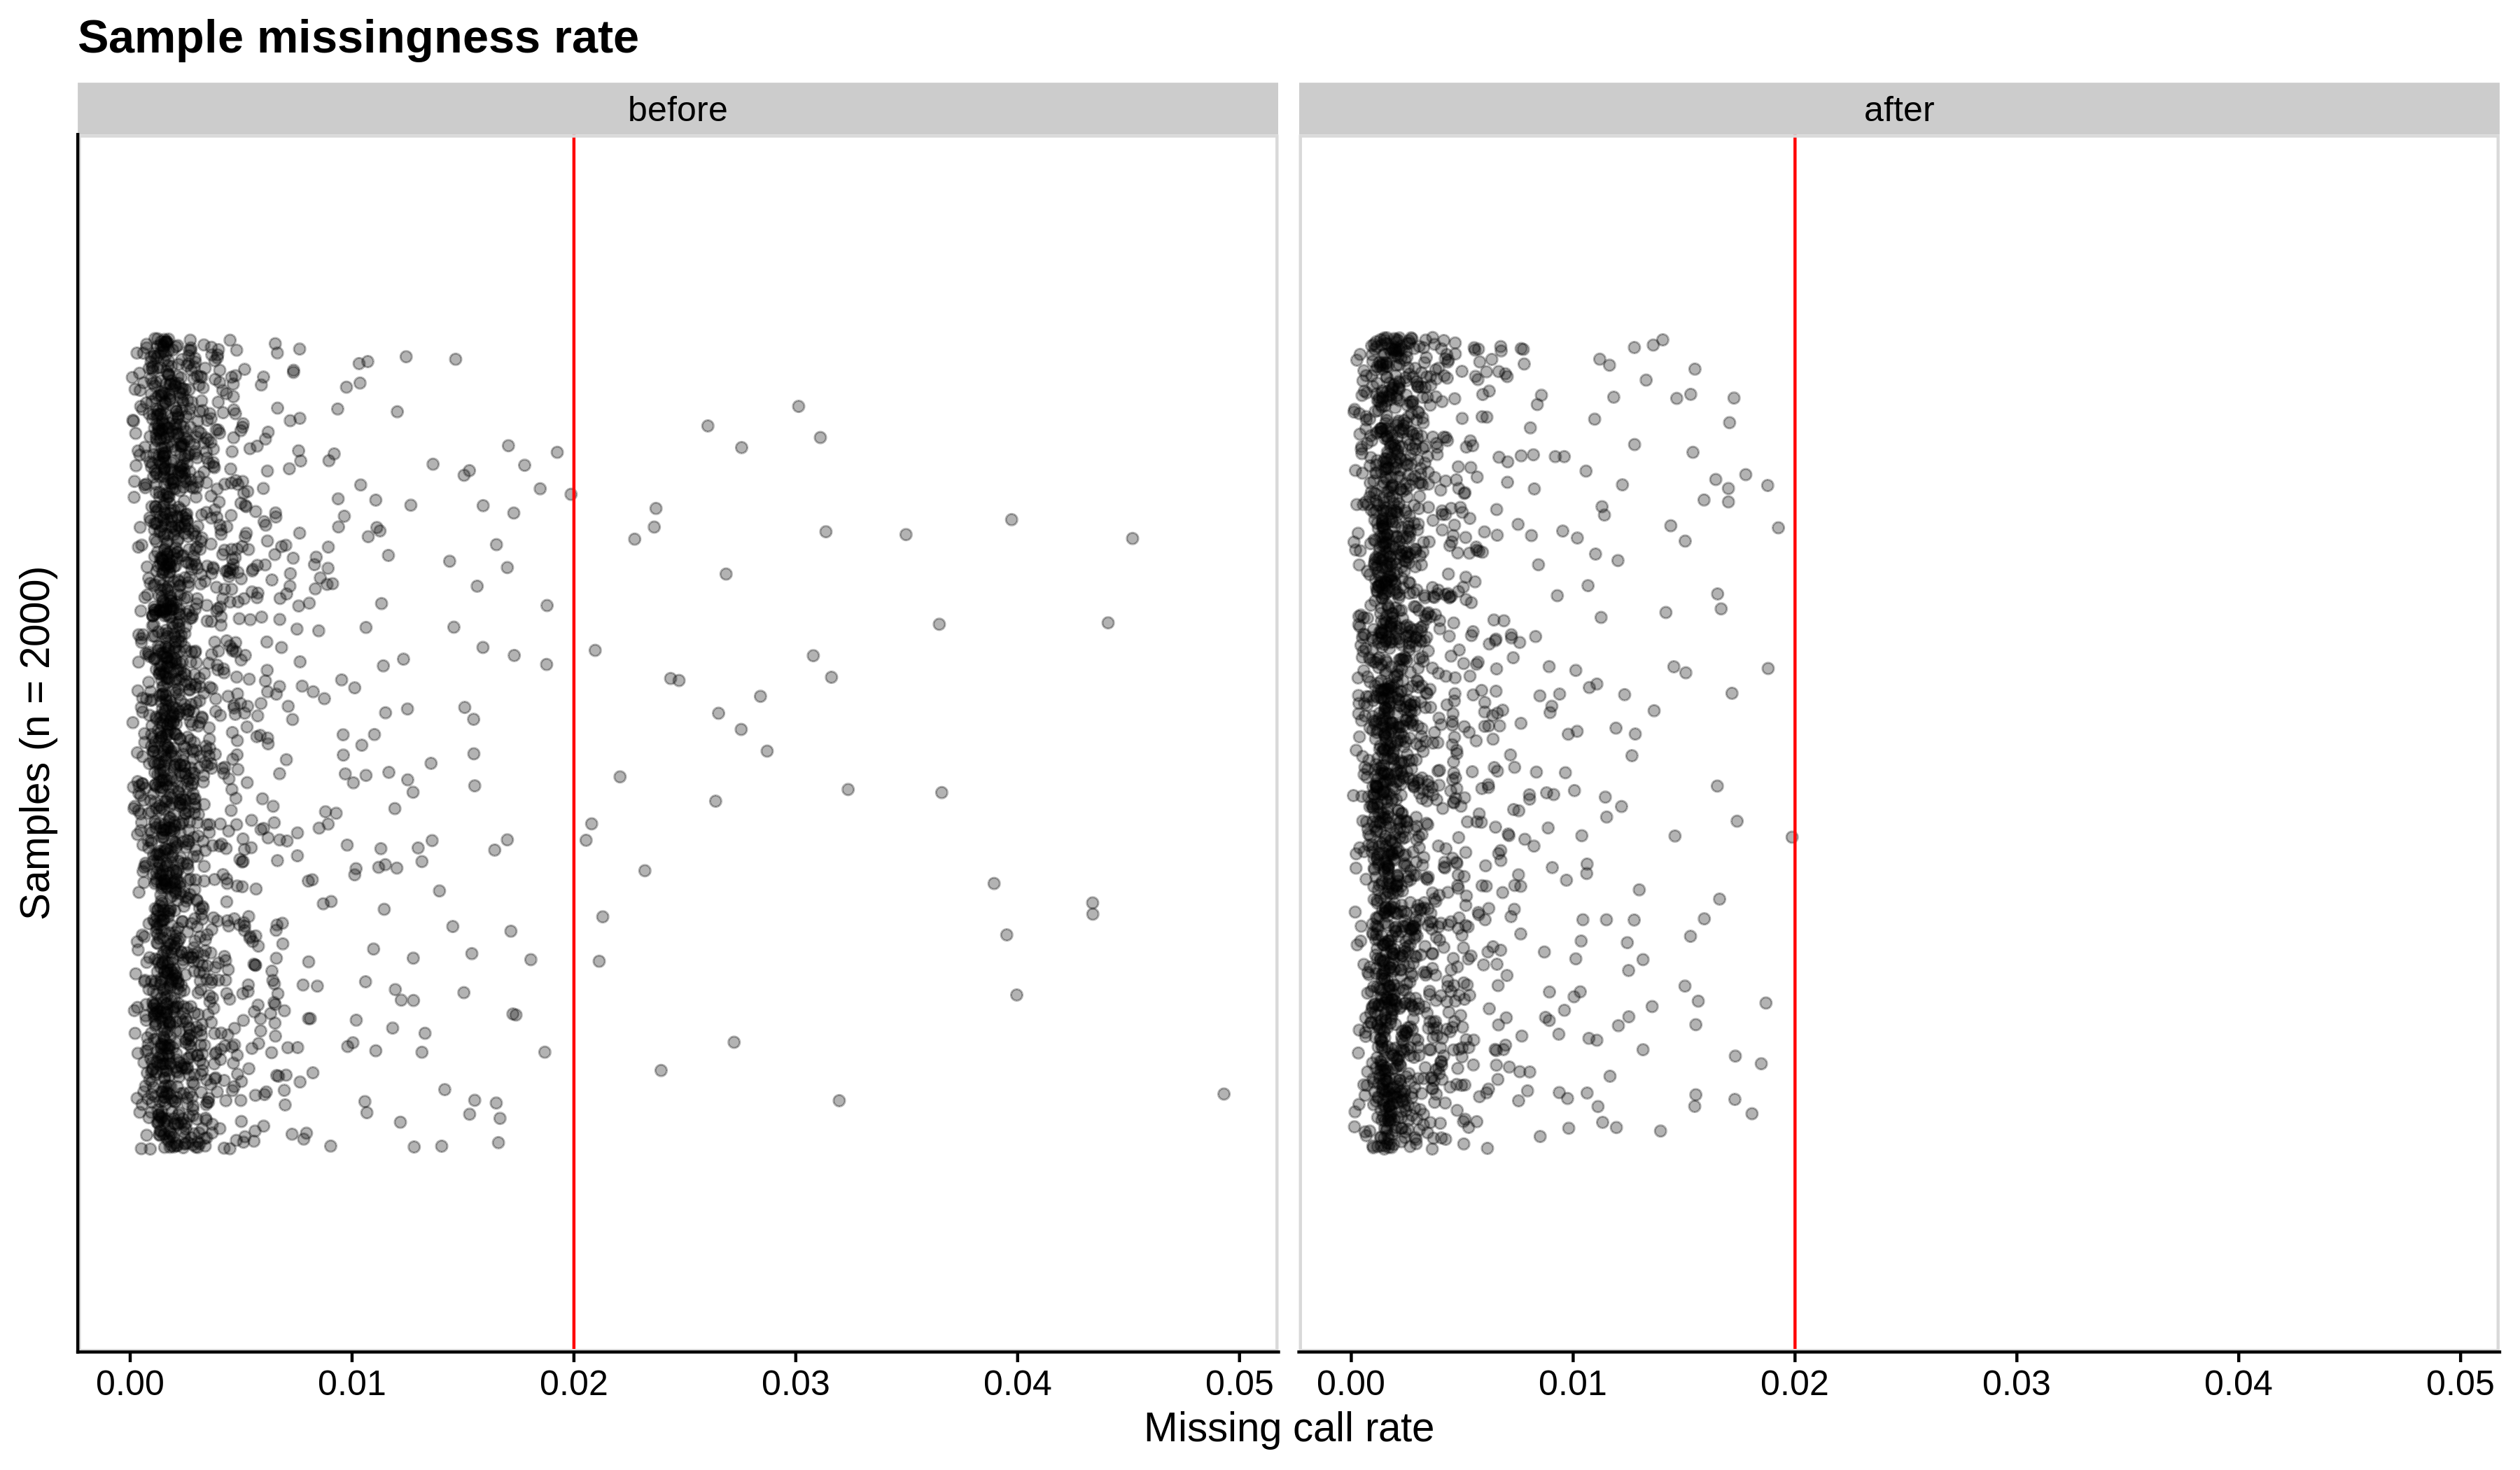 Sample missingness rate
before
after
Samples (n = 2000)
0.00 0.01 0.02 0.03 0.04 0.05
0.00 0.01 0.02 0.03 0.04 0.05
Missing call rate